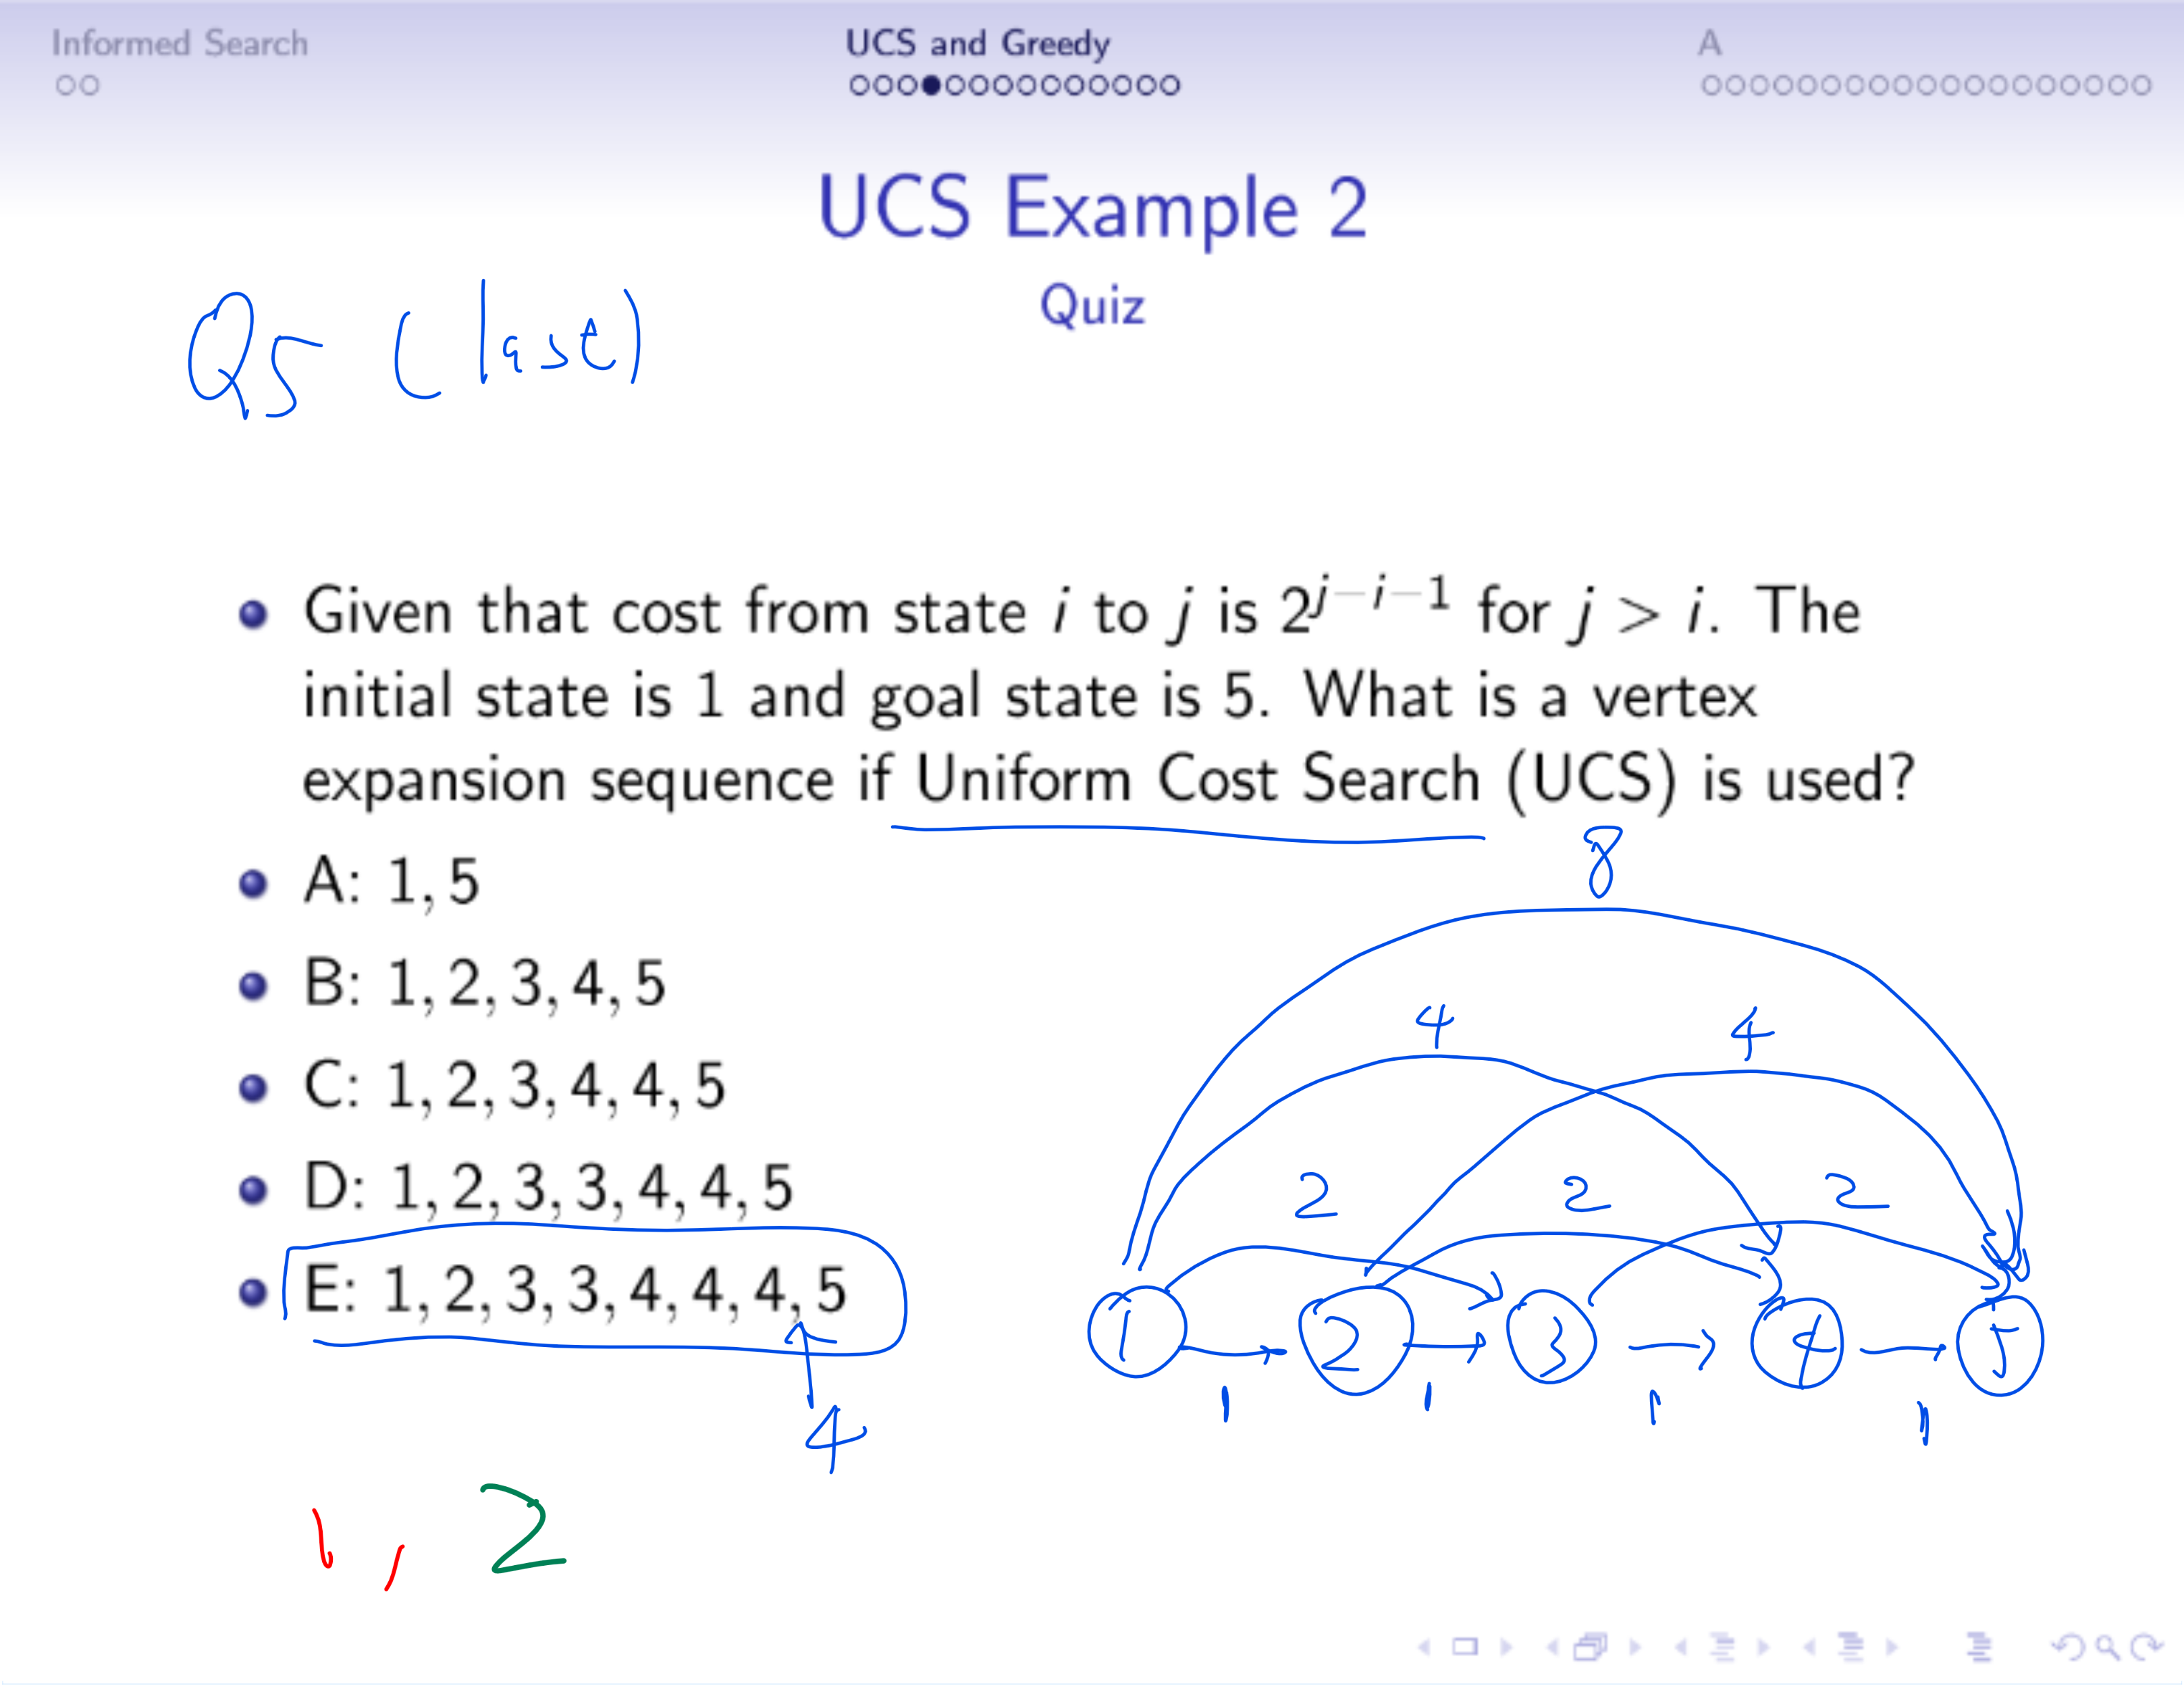 Informed Search
UCS and Greedy
A
UCS Example 2
Quiz
Q5 (last)
Given that cost from state i to j is 2^{j−i−1} for j > i. The
initial state is 1 and goal state is 5. What is a vertex
expansion sequence if Uniform Cost Search (UCS) is used?
A: 1, 5
B: 1, 2, 3, 4, 5
C: 1, 2, 3, 4, 4, 5
D: 1, 2, 3, 3, 4, 4, 5
E: 1, 2, 3, 3, 4, 4, 4, 5
4
1, 2
8
4 4
2 2 2
1 2 3 4 5
1 1 1 1